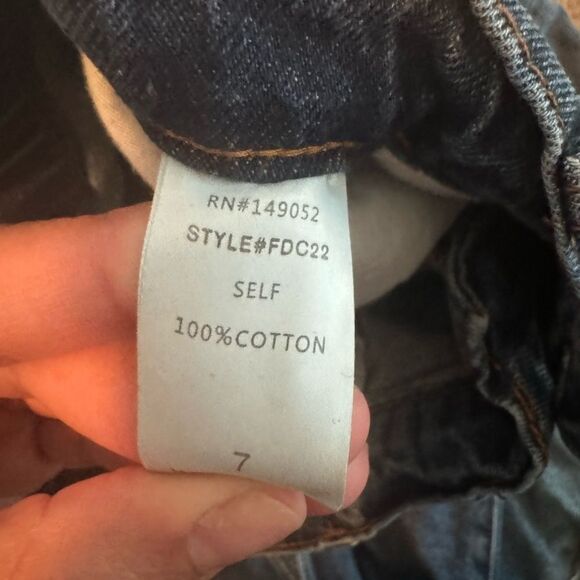 RN#149052
STYLE#FDC22
SELF
100%COTTON
7